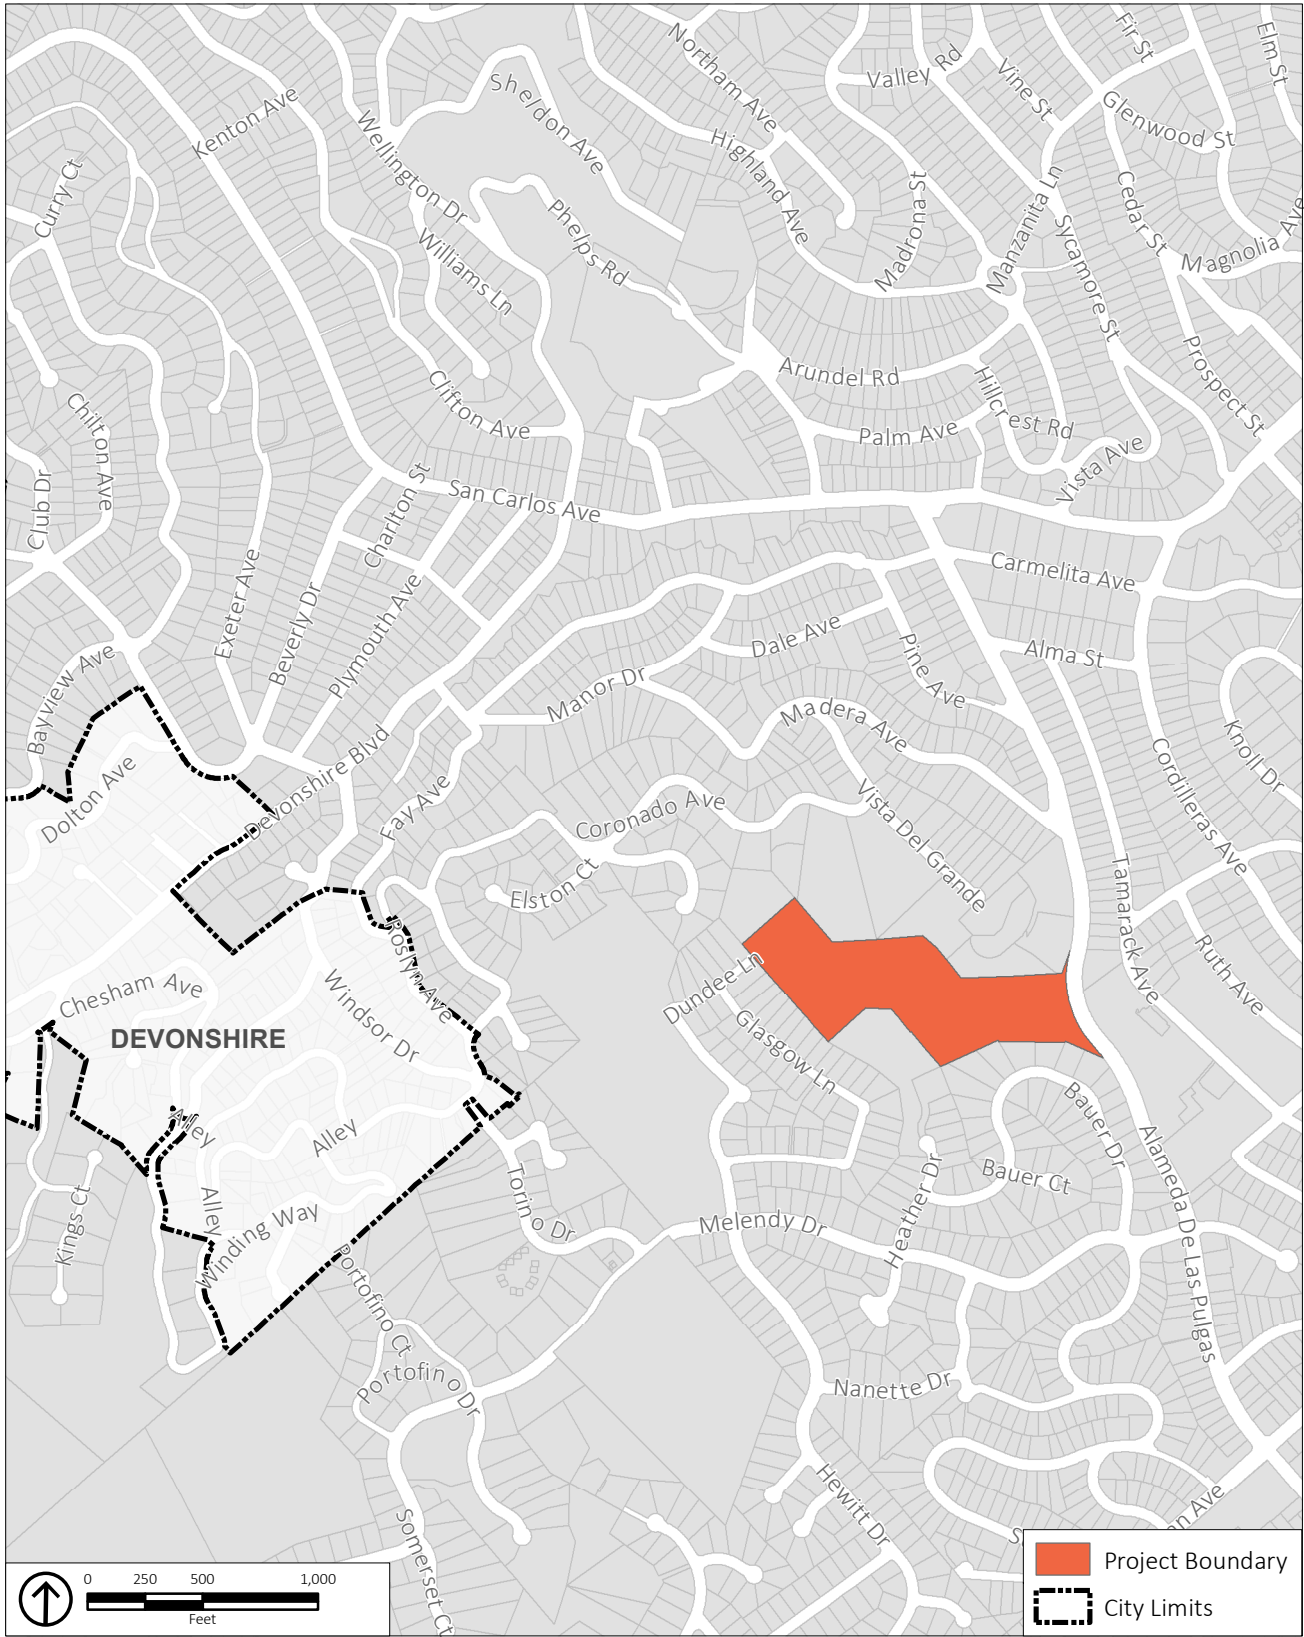 Fir St
Elm St
Northam Ave
Valley Rd
Vine St
Glenwood St
Kenton Ave
Sheldon Ave
Wellington Dr
Highland Ave
Curry Ct
Madrona St
Manzanita Ln
Cedar St
Magnolia Ave
Phelps Rd
Williams Ln
Sycamore St
Prospect St
Arundel Rd
Hillcrest Rd
Clifton Ave
Chilton Ave
Palm Ave
Vista Ave
Club Dr
Charlton St
San Carlos Ave
Carmelita Ave
Exeter Ave
Beverly Dr
Plymouth Ave
Dale Ave
Pine Ave
Alma St
Bayview Ave
Manor Dr
Madera Ave
Knoll Dr
Cordilleras Ave
Devonshire Blvd
Dolton Ave
Fay Ave
Coronado Ave
Vista Del Grande
Elston Ct
Tamarack Ave
Roslyn Ave
Ruth Ave
Chesham Ave
Windsor Dr
Dundee Ln
DEVONSHIRE
Glasgow Ln
Bauer Dr
Alley
Alley
Alley
Bauer Ct
Heather Dr
Alameda De Las Pulgas
Torino Dr
Melendy Dr
Kings Ct
Winding Way
Portofino Ct
Portofino Dr
Nanette Dr
Hewitt Dr
Somerset Ct
an Ave
S
0 250 500 1,000
Feet
Project Boundary
City Limits